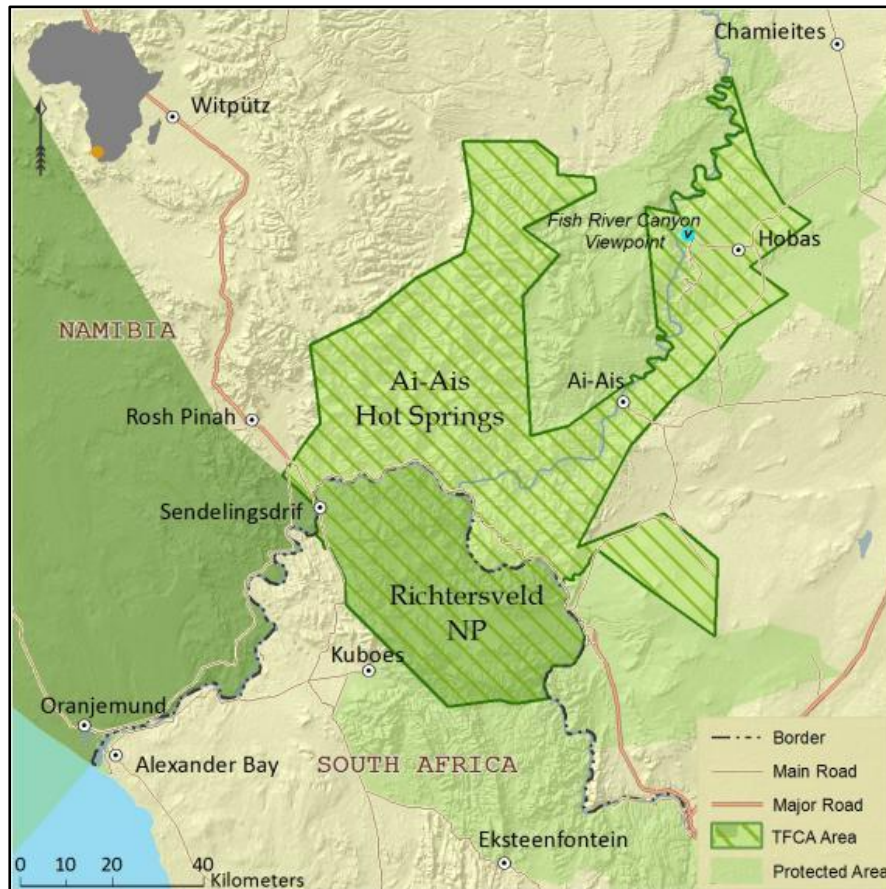 Chamieites
Witpütz
Fish River Canyon
Viewpoint
V
Hobas
NAMIBIA
Ai-Ais
Hot Springs
Ai-Ais
Rosh Pinah
Sendelingsdrif
Richtersveld
NP
Kuboes
Oranjemund
Alexander Bay
SOUTH AFRICA
Eksteenfontein
Border
Main Road
Major Road
TFCA Area
Protected Area
0 10 20 40
Kilometers